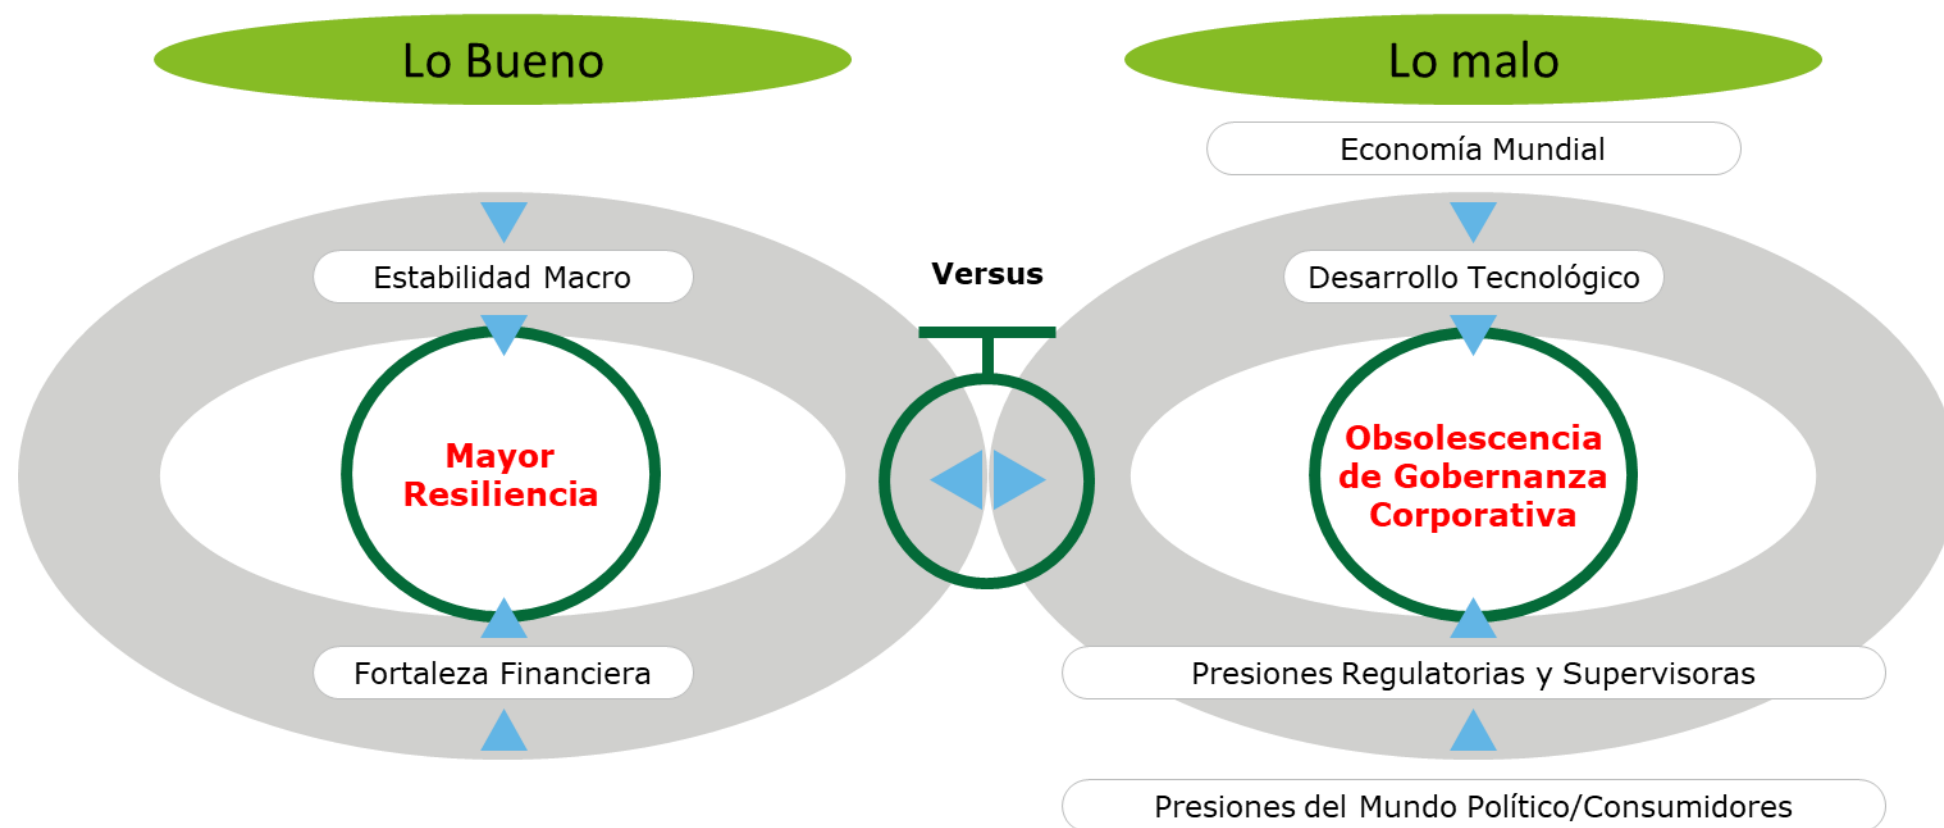 Lo Bueno
Estabilidad Macro
Mayor
Resiliencia
Fortaleza Financiera
Versus
Lo malo
Economía Mundial
Desarrollo Tecnológico
Obsolescencia
de Gobernanza
Corporativa
Presiones Regulatorias y Supervisoras
Presiones del Mundo Político/Consumidores